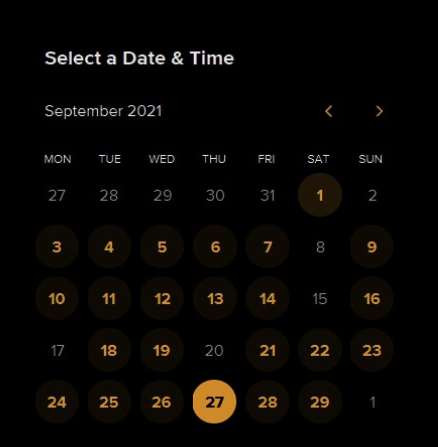 Select a Date & Time
September 2021 < >
MON TUE WED THU FRI SAT SUN
27 28 29 30 31 1 2
3 4 5 6 7 8 9
10 11 12 13 14 15 16
17 18 19 20 21 22 23
24 25 26 27 28 29 1